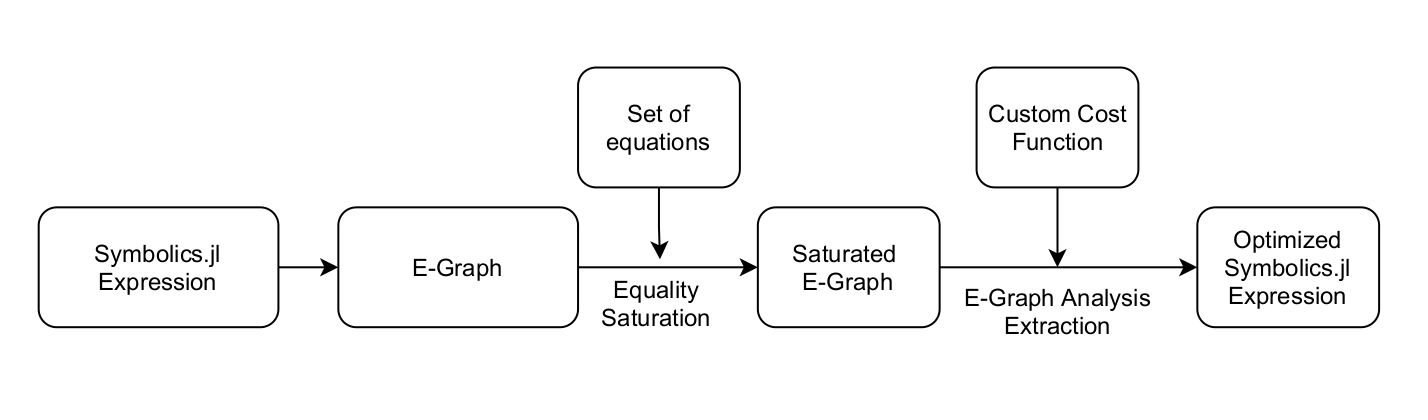 Set of
equations
Custom Cost
Function
Symbolics.jl
Expression
E-Graph
Equality
Saturation
Saturated
E-Graph
E-Graph Analysis
Extraction
Optimized
Symbolics.jl
Expression